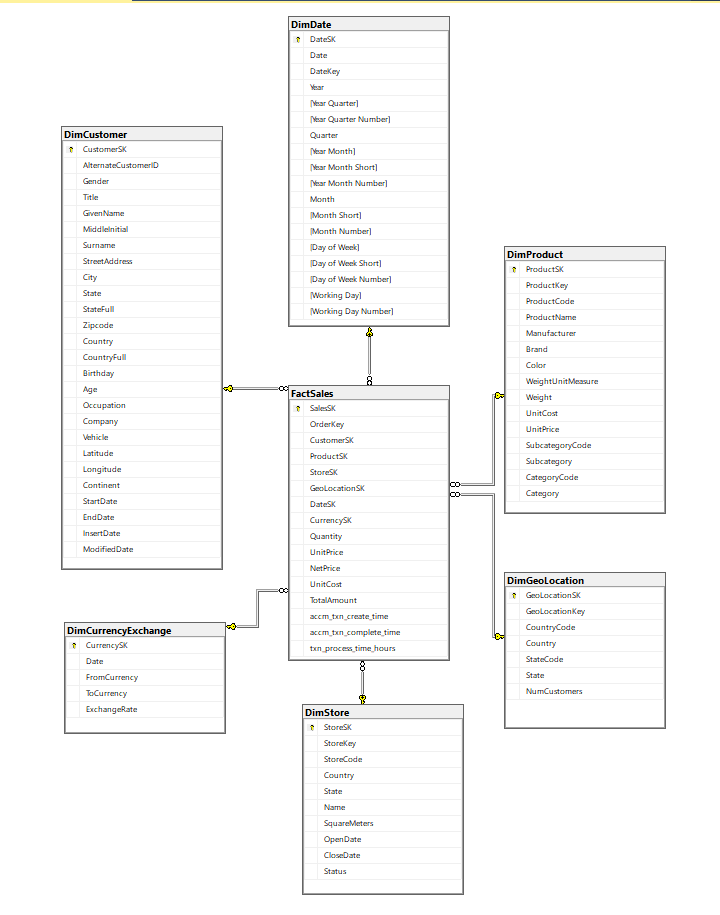 DimDate
DateSK
Date
DateKey
Year
[Year Quarter]
[Year Quarter Number]
Quarter
[Year Month]
[Year Month Short]
[Year Month Number]
Month
[Month Short]
[Month Number]
[Day of Week]
[Day of Week Short]
[Day of Week Number]
[Working Day]
[Working Day Number]
DimCustomer
CustomerSK
AlternateCustomerID
Gender
Title
GivenName
MiddleInitial
Surname
StreetAddress
City
State
StateFull
Zipcode
Country
CountryFull
Birthday
Age
Occupation
Company
Vehicle
Latitude
Longitude
Continent
StartDate
EndDate
InsertDate
ModifiedDate
DimProduct
ProductSK
ProductKey
ProductCode
ProductName
Manufacturer
Brand
Color
WeightUnitMeasure
Weight
UnitCost
UnitPrice
SubcategoryCode
Subcategory
CategoryCode
Category
FactSales
SalesSK
OrderKey
CustomerSK
ProductSK
StoreSK
GeoLocationSK
DateSK
CurrencySK
Quantity
UnitPrice
NetPrice
UnitCost
TotalAmount
accm_txn_create_time
accm_txn_complete_time
txn_process_time_hours
DimGeoLocation
GeoLocationSK
GeoLocationKey
CountryCode
Country
StateCode
State
NumCustomers
DimCurrencyExchange
CurrencySK
Date
FromCurrency
ToCurrency
ExchangeRate
DimStore
StoreSK
StoreKey
StoreCode
Country
State
Name
SquareMeters
OpenDate
CloseDate
Status